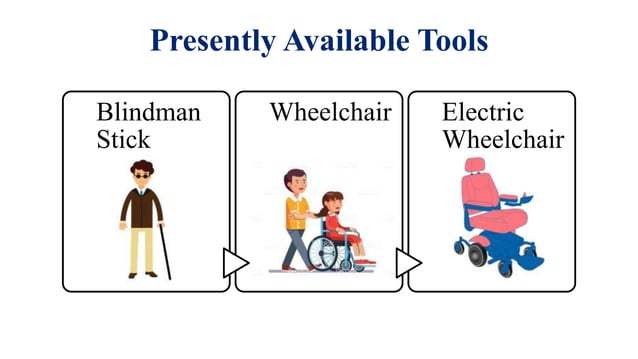 Presently Available Tools
Blindman
Stick
Wheelchair
Electric
Wheelchair